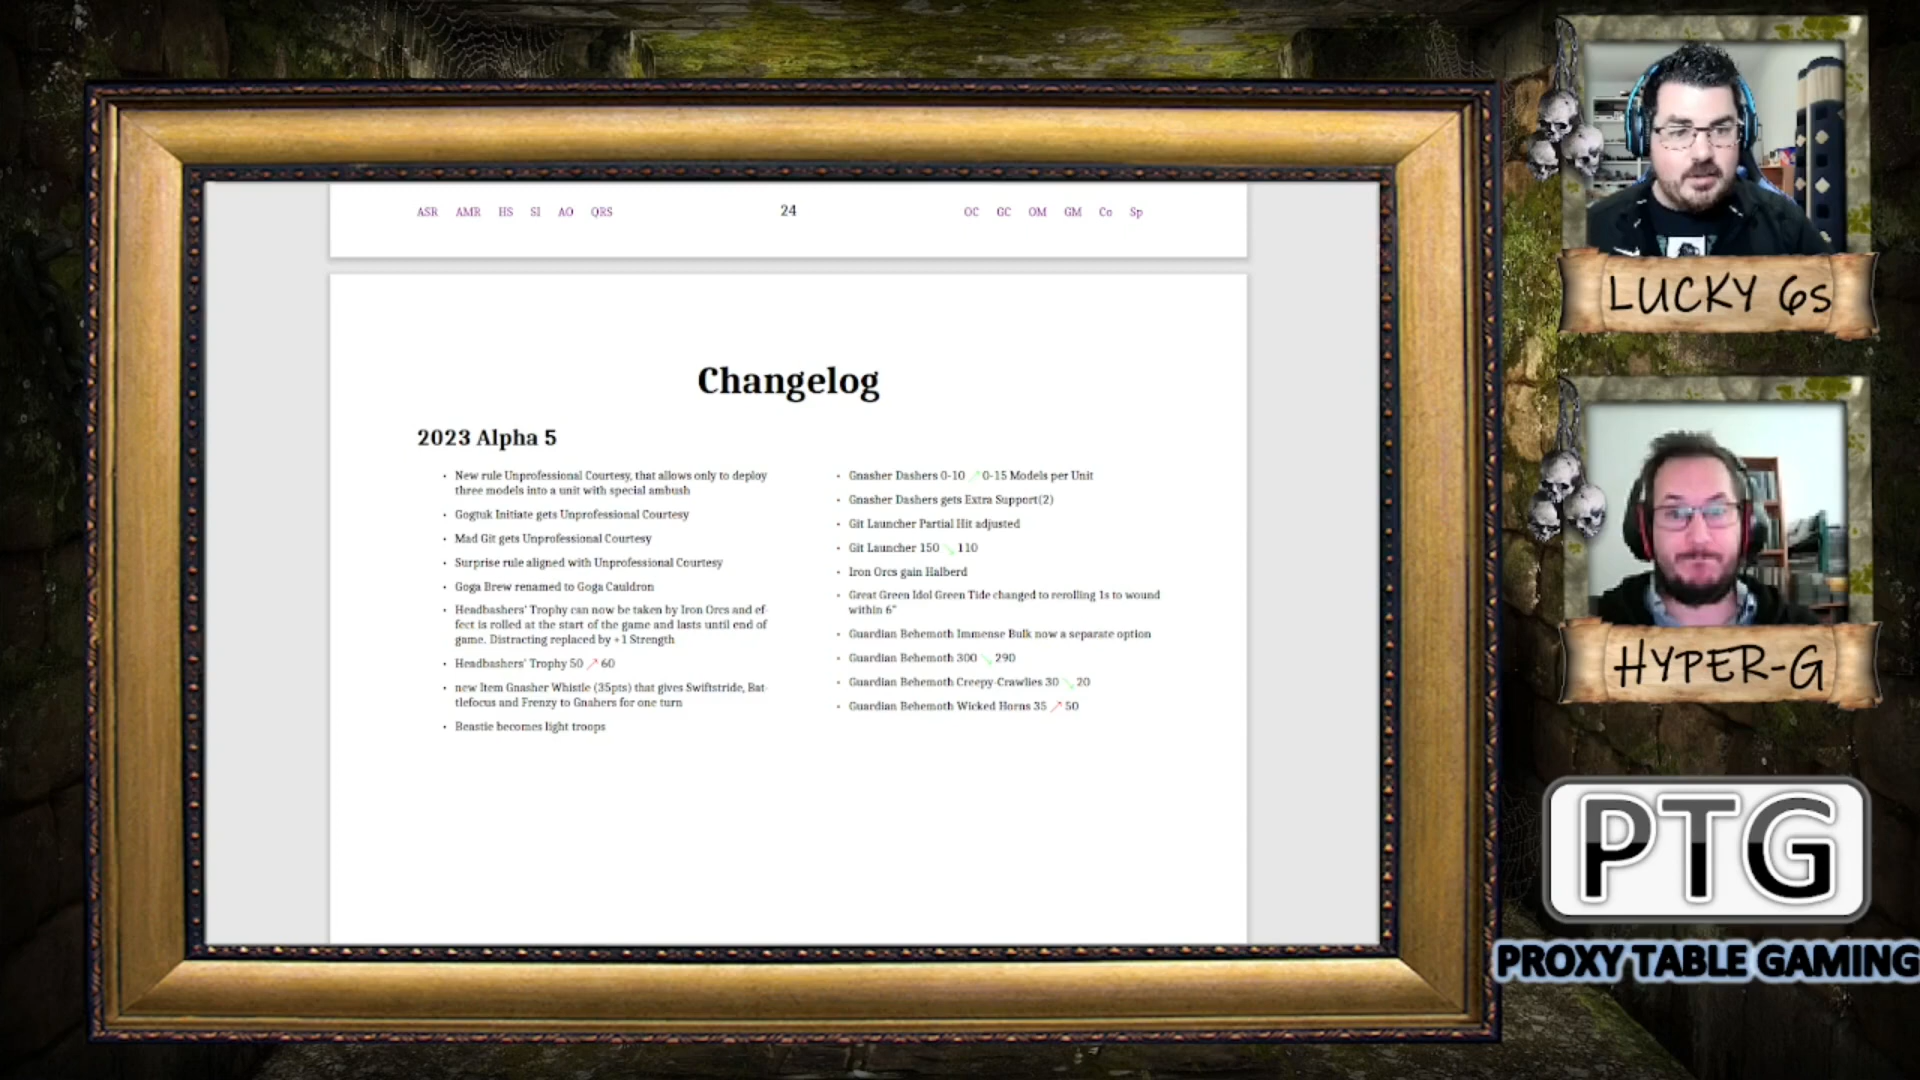 ASR AMR HS SI AO QRS 24 OC GC OM GM Co Sp
Changelog
2023 Alpha 5
• New rule Unprofessional Courtesy, that allows only to deploy
three models into a unit with special ambush
• Gogtuk Initiate gets Unprofessional Courtesy
• Mad Git gets Unprofessional Courtesy
• Surprise rule aligned with Unprofessional Courtesy
• Goga Brew renamed to Goga Cauldron
• Headbashers' Trophy can now be taken by Iron Orcs and ef-
fect is rolled at the start of the game and lasts until end of
game. Distracting replaced by +1 Strength
• Headbashers' Trophy 50 ↗ 60
• new Item Gnasher Whistle (35pts) that gives Swiftstride, Bat-
tlefocus and Frenzy to Gnahers for one turn
• Beastie becomes light troops
• Gnasher Dashers 0-10 ↗ 0-15 Models per Unit
• Gnasher Dashers gets Extra Support(2)
• Git Launcher Partial Hit adjusted
• Git Launcher 150 ↘ 110
• Iron Orcs gain Halberd
• Great Green Idol Green Tide changed to rerolling 1s to wound
within 6"
• Guardian Behemoth Immense Bulk now a separate option
• Guardian Behemoth 300 ↘ 290
• Guardian Behemoth Creepy-Crawlies 30 ↘ 20
• Guardian Behemoth Wicked Horns 35 ↗ 50
LUCKY 6s
HYPER-G
PTG
PROXY TABLE GAMING